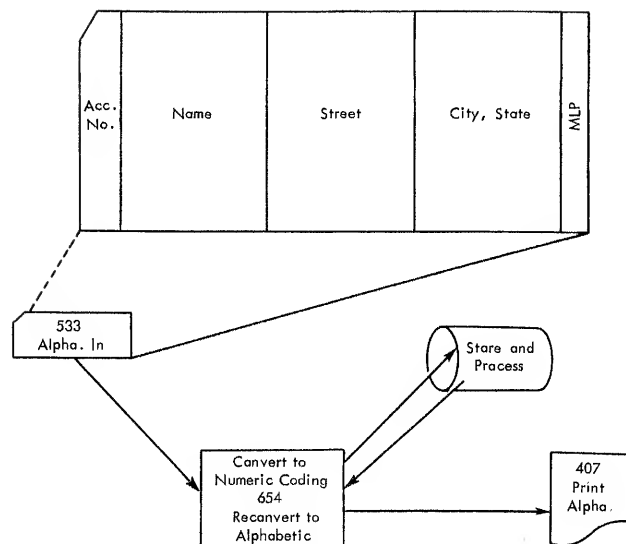 Acc.
No.
Name
Street
City, State
MLP
533
Alpha. In
Stare and
Pracess
Canvert to
Numeric Coding
654
Recanvert to
Alphabetic
407
Print
Alpha.